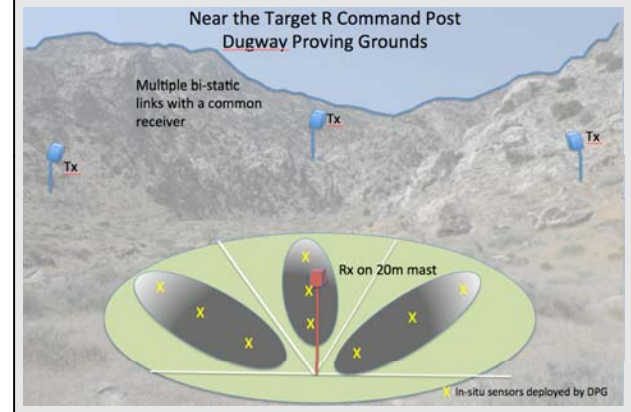 Near the Target R Command Post
Dugway Proving Grounds
Multiple bi-static
links with a common
receiver
Tx
Tx
Tx
Rx on 20m mast
X
X
X
X
X
X
X
X
X
X In-situ sensors deployed by DPG